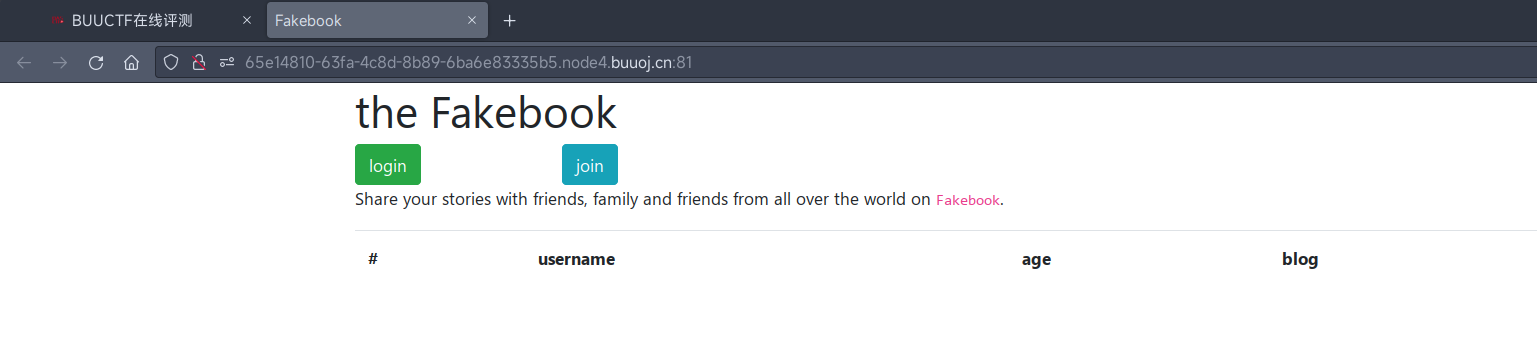 BUUCTF在线评测
Fakebook
65e14810-63fa-4c8d-8b89-6ba6e83335b5.node4.buuoj.cn:81
the Fakebook
login join
Share your stories with friends, family and friends from all over the world on Fakebook.
# username age blog